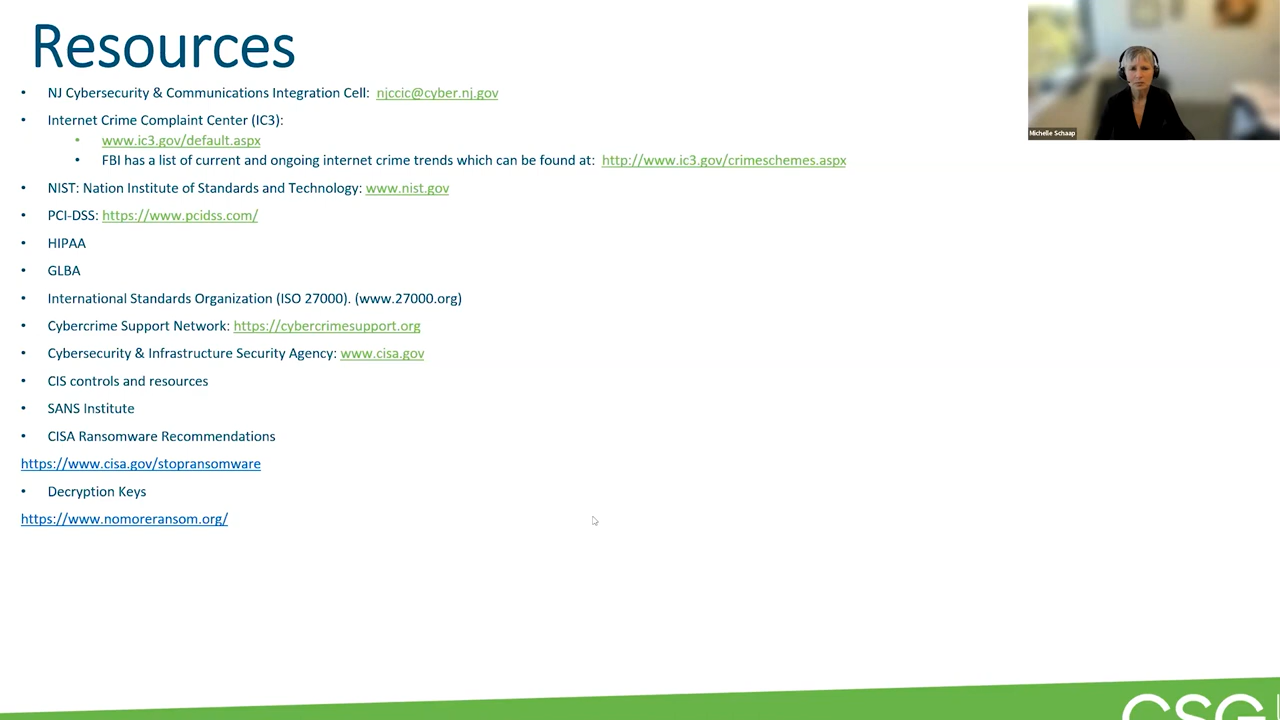 Resources
• NJ Cybersecurity & Communications Integration Cell: njccic@cyber.nj.gov
• Internet Crime Complaint Center (IC3):
• www.ic3.gov/default.aspx
• FBI has a list of current and ongoing internet crime trends which can be found at: http://www.ic3.gov/crimeschemes.aspx
• NIST: Nation Institute of Standards and Technology: www.nist.gov
• PCI-DSS: https://www.pcidss.com/
• HIPAA
• GLBA
• International Standards Organization (ISO 27000). (www.27000.org)
• Cybercrime Support Network: https://cybercrimesupport.org
• Cybersecurity & Infrastructure Security Agency: www.cisa.gov
• CIS controls and resources
• SANS Institute
• CISA Ransomware Recommendations
https://www.cisa.gov/stopransomware
• Decryption Keys
https://www.nomoreransom.org/
Michelle Schaap
CSG